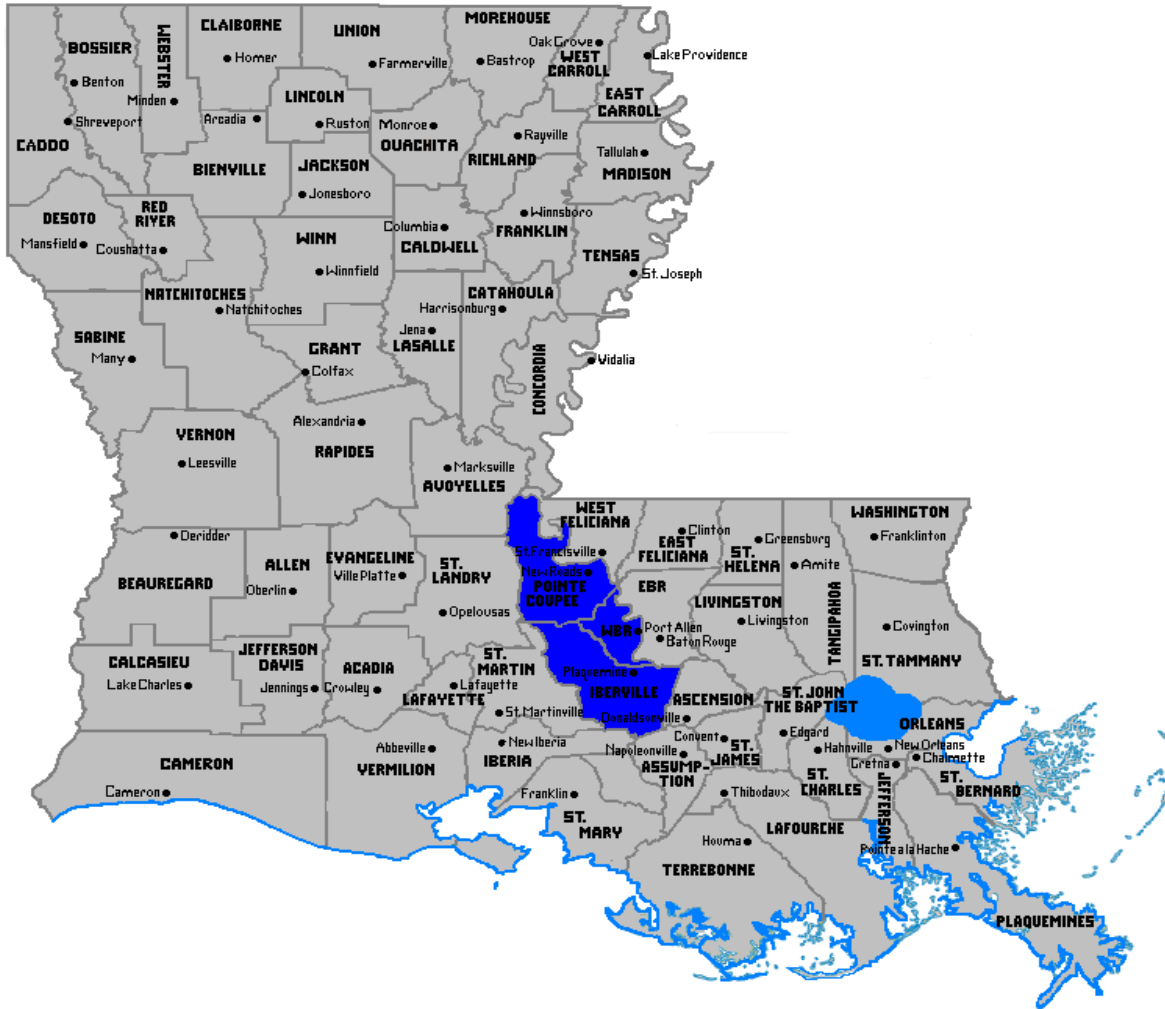 MOREHOUSE
CLAIBORNE
UNION
BOSSIER
WEBSTER
Oak Grove
WEST
CARROLL
Lake Providence
Homer
Farmerville
Bastrop
Benton
EAST
CARROLL
Minden
LINCOLN
Shreveport
Arcadia
Ruston
Monroe
OUACHITA
Rayville
CADDO
RICHLAND
Tallulah
MADISON
BIENVILLE
JACKSON
Jonesboro
RED
RIVER
DESOTO
Winnsboro
FRANKLIN
Columbia
CALDWELL
WINN
Mansfield
Coushatta
TENSAS
Winnfield
St. Joseph
NATCHITOCHES
CATAHOULA
Natchitoches
Harrisonburg
SABINE
Jena
LASALLE
GRANT
Many
Vidalia
CONCORDIA
Colfax
Alexandria
VERNON
RAPIDES
Leesville
Marksville
AVOYELLES
WEST
FELICIANA
WASHINGTON
Deridder
Clinton
EAST
FELICIANA
Greensburg
ST.
HELENA
Franklinton
St Francisville
EVANGELINE
Ville Platte
ALLEN
ST.
LANDRY
Amite
New Roads
POINTE
COUPEE
BEAUREGARD
Oberlin
EBR
LIVINGSTON
TANGIPAHOA
Opelousas
Livingston
WBR
Port Allen
Baton Rouge
Covington
JEFFERSON
DAVIS
ST.
MARTIN
CALCASIEU
ACADIA
ST. TAMMANY
Plaquemine
Lake Charles
Jennings
Crowley
LAFAYETTE
Lafayette
IBERVILLE
ASCENSION
ST. JOHN
THE BAPTIST
St. Martinville
Donaldsonville
ORLEANS
Edgard
Convent
ST.
JAMES
New Iberia
IBERIA
Abbeville
Napoleonville
ASSUMP-
TION
Hahnville
New Orleans
Chalmette
CAMERON
VERMILION
Gretna
ST.
CHARLES
JEFFERSON
ST.
BERNARD
Cameron
Franklin
Thibodaux
ST.
MARY
LAFOURCHE
Houma
Pointe a la Hache
TERREBONNE
PLAQUEMINES